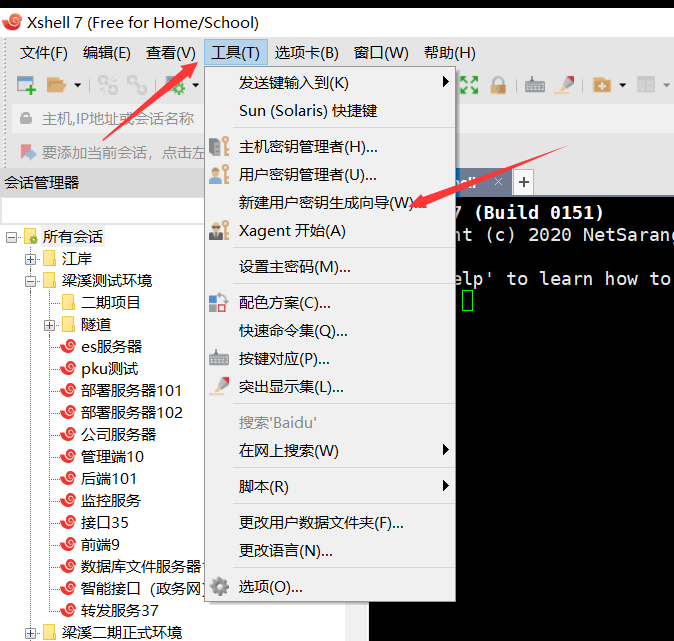 Xshell 7 (Free for Home/School)
文件(F) 编辑(E) 查看(V) 工具(T) 选项卡(B) 窗口(W) 帮助(H)
主机,IP地址或会话名称
要添加当前会话，点击左
会话管理器
所有会话
江岸
梁溪测试环境
二期项目
隧道
es服务器
pku测试
部署服务器101
部署服务器102
公司服务器
管理端10
后端101
监控服务
接口35
前端9
数据库文件服务器
智能接口（政务网）
转发服务37
梁溪二期正式环境
发送键输入到(K)
Sun (Solaris) 快捷键
主机密钥管理者(H)...
用户密钥管理者(U)...
新建用户密钥生成向导(W)...
Xagent 开始(A)
设置主密码(M)...
配色方案(C)...
快速命令集(Q)...
按键对应(P)...
突出显示集(L)...
搜索'Baidu'
在网上搜索(W)
脚本(R)
更改用户数据文件夹(F)...
更改语言(N)...
选项(O)...
7 (Build 0151)
nt (c) 2020 NetSarang
elp' to learn how to